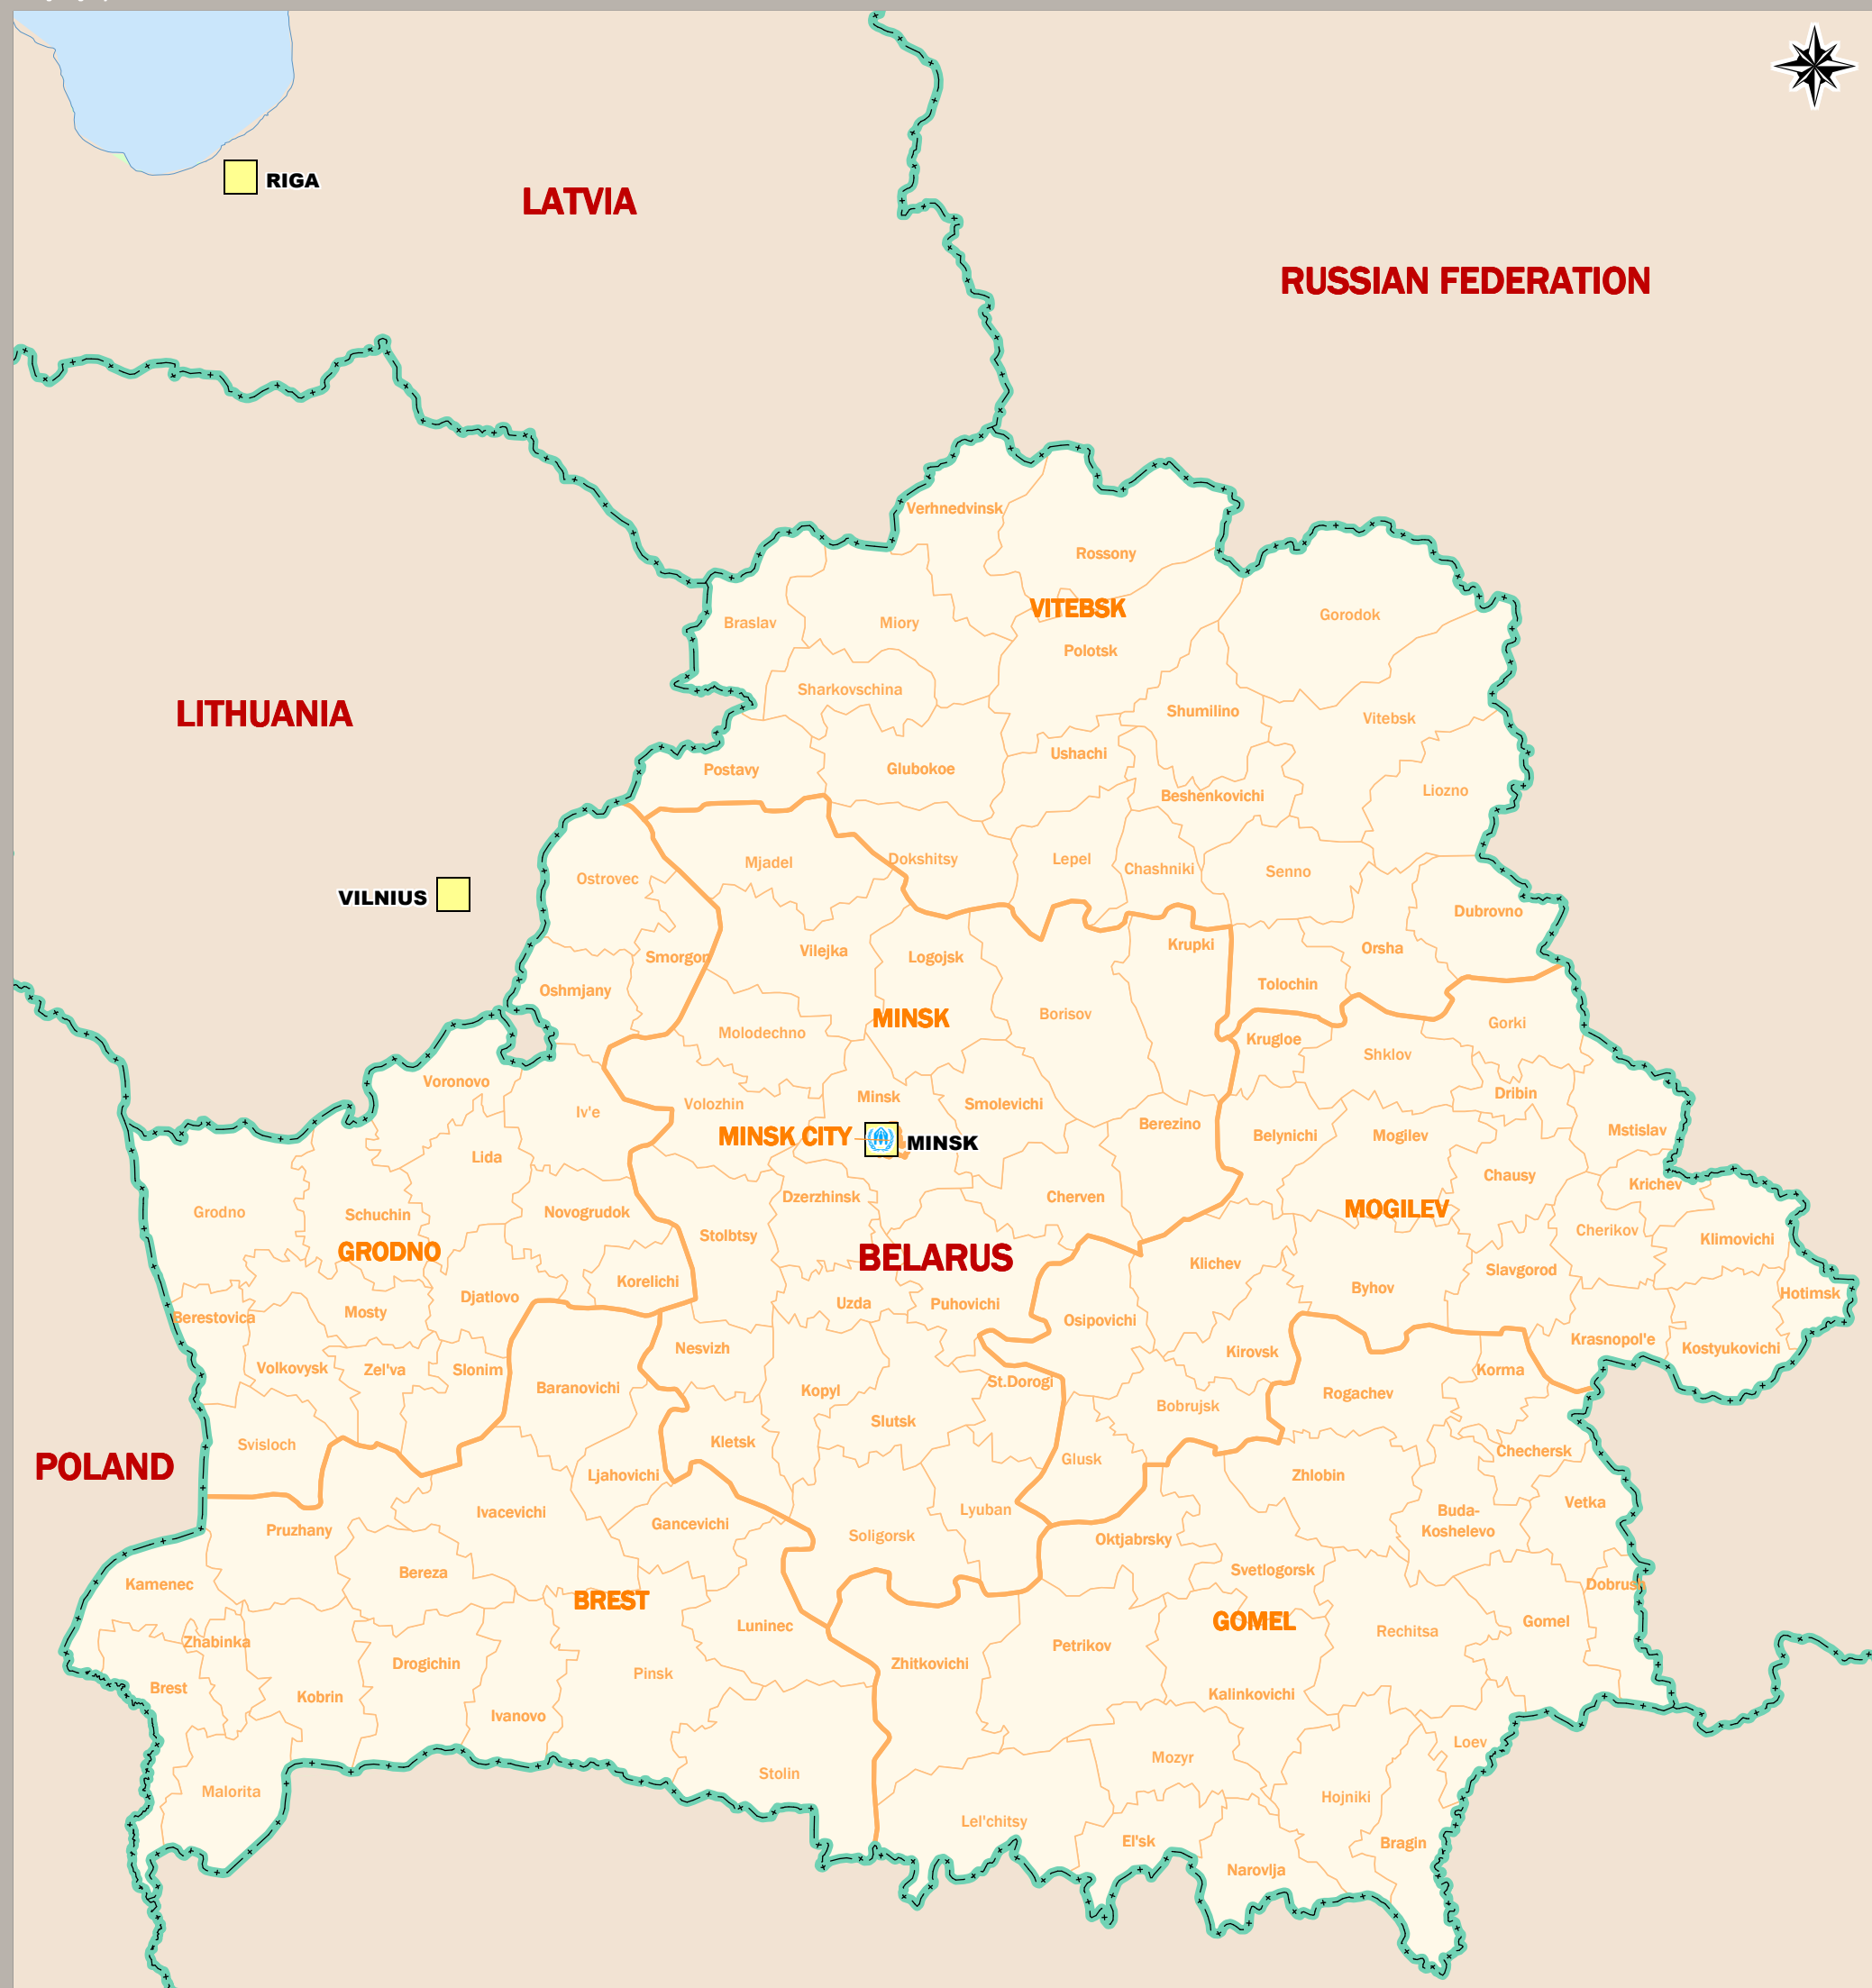 RIGA
LATVIA
RUSSIAN FEDERATION
Verhnedvinsk
Rossony
VITEBSK
Gorodok
Braslav
Miory
Polotsk
Sharkovschina
Shumilino
LITHUANIA
Vitebsk
Ushachi
Postavy
Glubokoe
Liozno
Beshenkovichi
Mjadel
Dokshitsy
Lepel
Chashniki
Senno
Ostrovec
VILNIUS
Dubrovno
Krupki
Orsha
Vilejka
Smorgon
Logojsk
Tolochin
Oshmjany
Borisov
MINSK
Gorki
Molodechno
Krugloe
Shklov
Voronovo
Dribin
Minsk
Volozhin
Smolevichi
Iv'e
Berezino
Mstislav
MINSK CITY
MINSK
Belynichi
Mogilev
Lida
Chausy
Krichev
Dzerzhinsk
Cherven
MOGILEV
Grodno
Schuchin
Novogrudok
Cherikov
Stolbtsy
Klimovichi
GRODNO
BELARUS
Klichev
Slavgorod
Korelichi
Byhov
Hotimsk
Djatlovo
Uzda
Puhovichi
Mosty
Berestovica
Osipovichi
Krasnopol'e
Nesvizh
Kostyukovichi
Kirovsk
Volkovysk
Zel'va
Slonim
Korma
St.Dorogi
Baranovichi
Kopyl
Rogachev
Bobrujsk
Slutsk
Svisloch
Kletsk
Chechersk
Glusk
POLAND
Ljahovichi
Zhlobin
Vetka
Ivacevichi
Lyuban
Buda-
Koshelevo
Gancevichi
Pruzhany
Soligorsk
Oktjabrsky
Svetlogorsk
Bereza
Kamenec
Dobrush
BREST
GOMEL
Gomel
Luninec
Rechitsa
Zhabinka
Petrikov
Drogichin
Zhitkovichi
Pinsk
Brest
Kobrin
Kalinkovichi
Ivanovo
Loev
Mozyr
Stolin
Malorita
Hojniki
Lel'chitsy
El'sk
Bragin
Narovlja